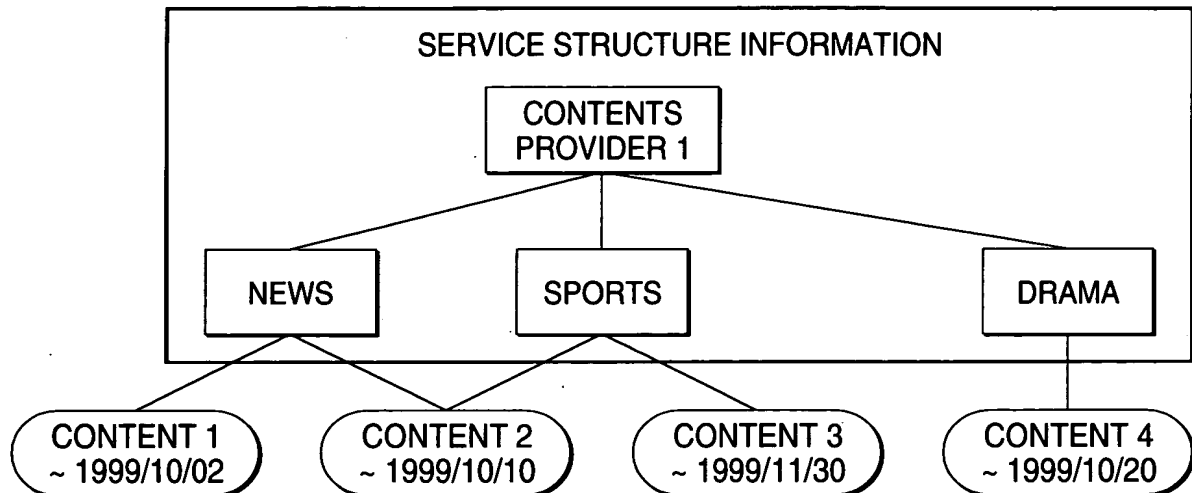 SERVICE STRUCTURE INFORMATION
CONTENTS
PROVIDER 1
NEWS
SPORTS
DRAMA
CONTENT 1
~ 1999/10/02
CONTENT 2
~ 1999/10/10
CONTENT 3
~ 1999/11/30
CONTENT 4
~ 1999/10/20